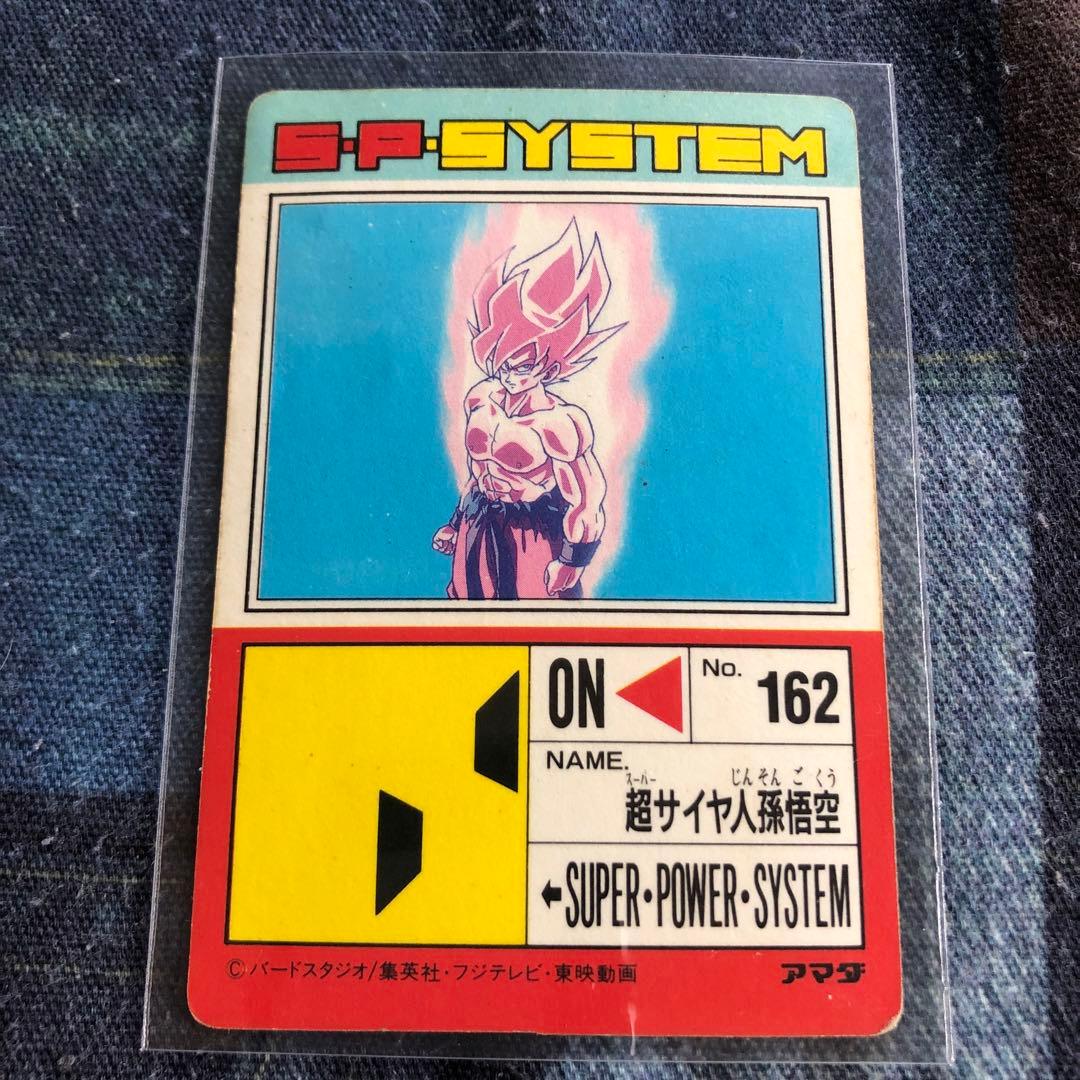 S・P・SYSTEM
ON
No. 162
NAME.
スーパー じんそんごくう
超サイヤ人孫悟空
←SUPER・POWER・SYSTEM
©バードスタジオ/集英社・フジテレビ・東映動画
アマダ